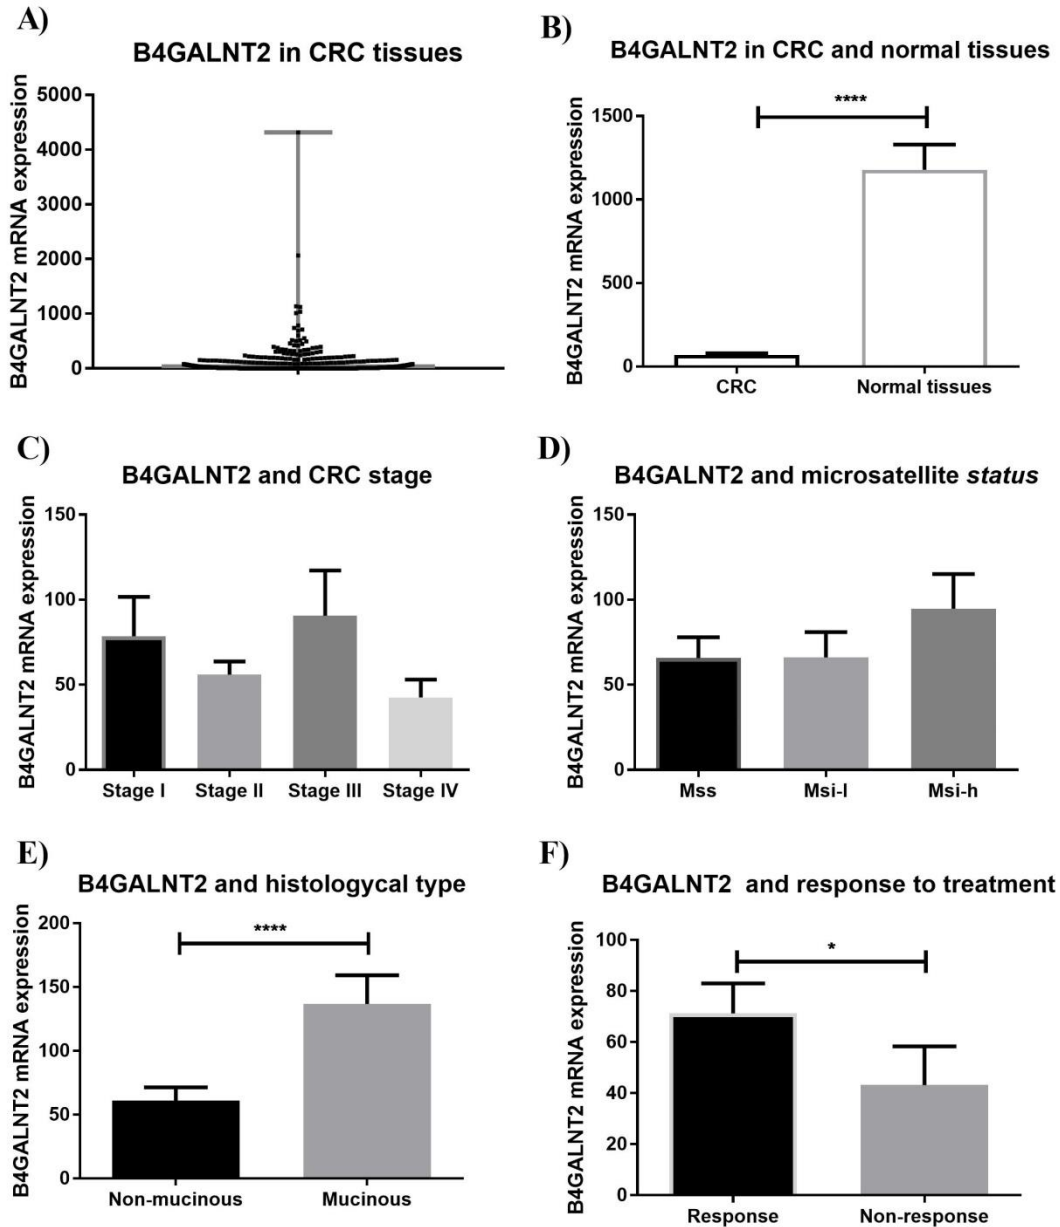 A)
B4GALNT2 in CRC tissues
B4GALNT2 mRNA expression
5000
4000
3000
2000
1000
0
B)
B4GALNT2 in CRC and normal tissues
B4GALNT2 mRNA expression
1500
1000
500
0
****
CRC
Normal tissues
C)
B4GALNT2 and CRC stage
B4GALNT2 mRNA expression
150
100
50
0
Stage I
Stage II
Stage III
Stage IV
D)
B4GALNT2 and microsatellite status
B4GALNT2 mRNA expression
150
100
50
0
Mss
Msi-l
Msi-h
E)
B4GALNT2 and histologycal type
B4GALNT2 mRNA expression
200
150
100
50
0
****
Non-mucinous
Mucinous
F)
B4GALNT2 and response to treatment
B4GALNT2 mRNA expression
100
80
60
40
20
0
*
Response
Non-response